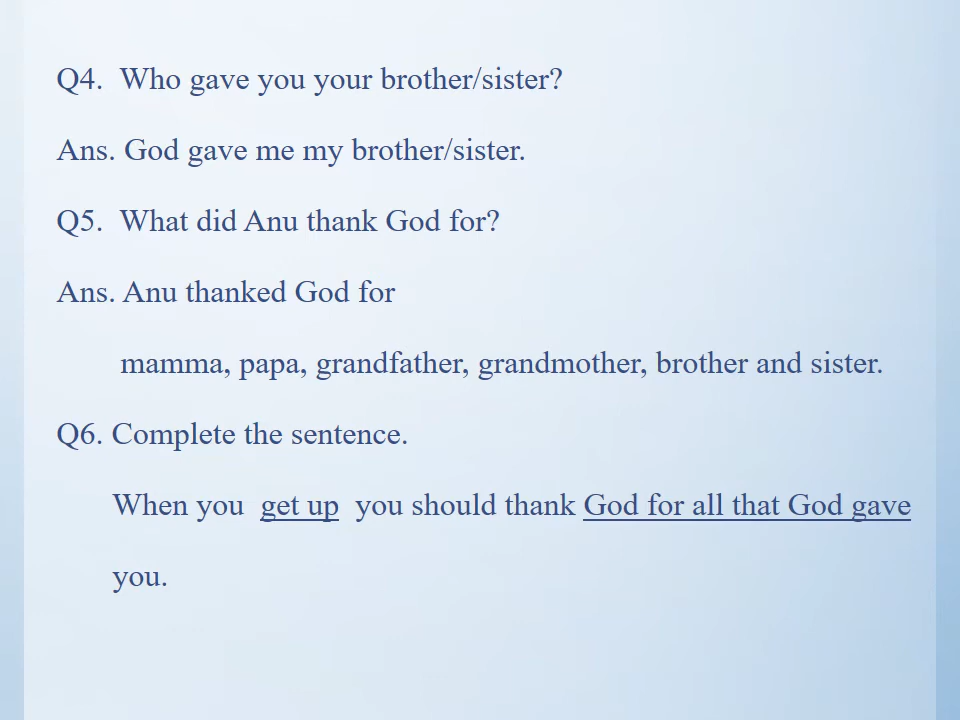 Q4. Who gave you your brother/sister?
Ans. God gave me my brother/sister.
Q5. What did Anu thank God for?
Ans. Anu thanked God for
mamma, papa, grandfather, grandmother, brother and sister.
Q6. Complete the sentence.
When you get up you should thank God for all that God gave
you.